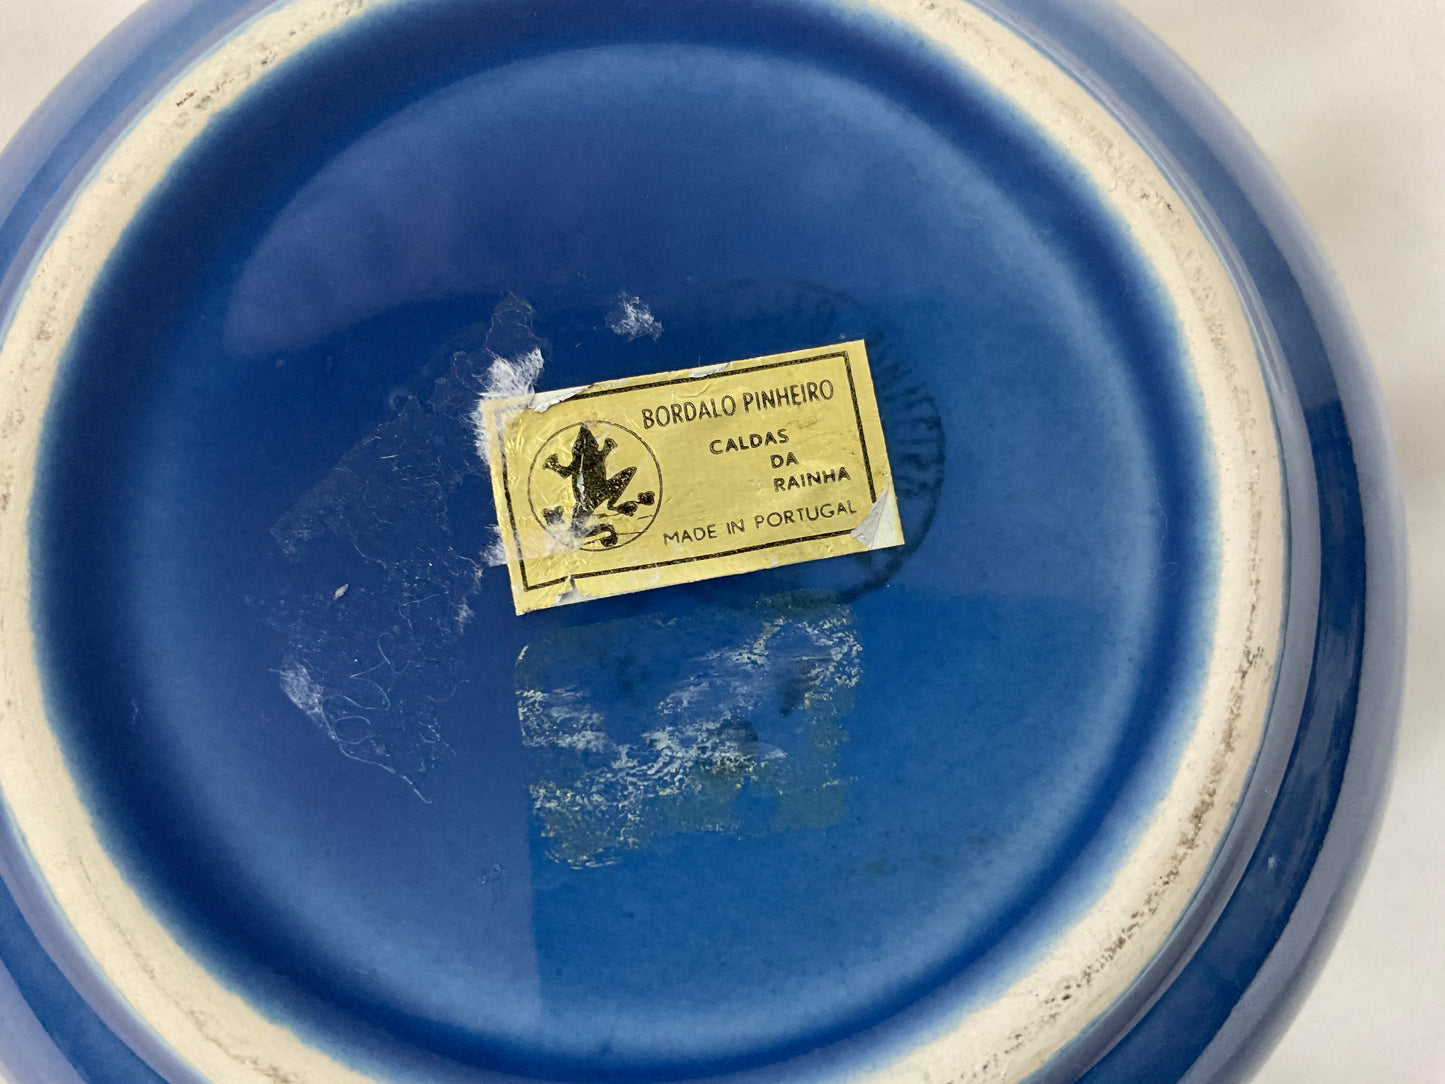 BORDALO PINHEIRO
CALDAS
DA
RAINHA
MADE IN PORTUGAL